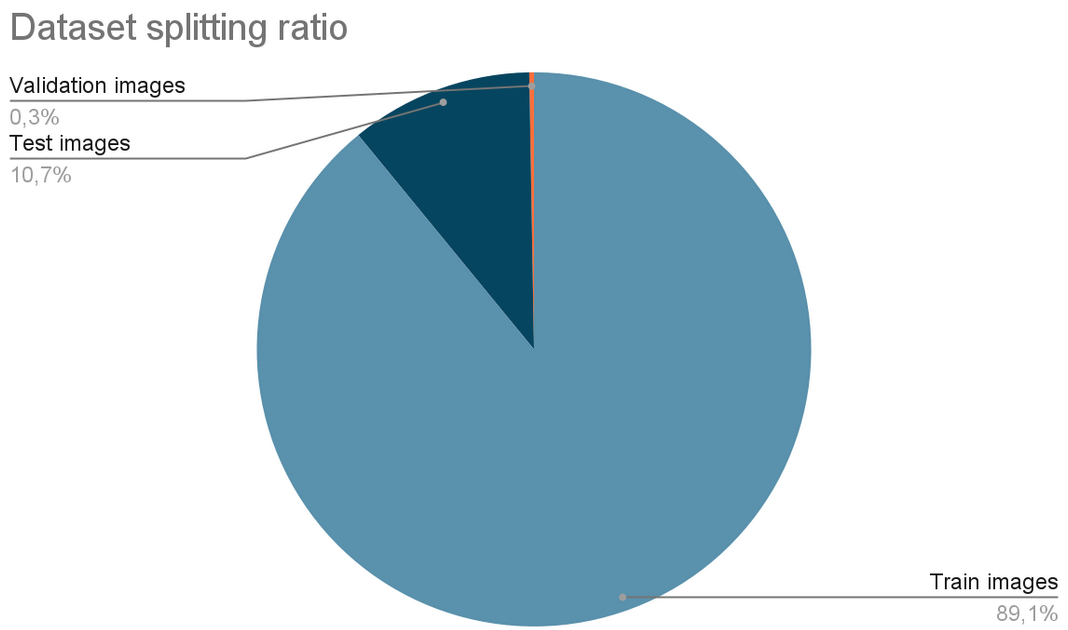 Dataset splitting ratio
Validation images
0,3%
Test images
10,7%
Train images
89,1%